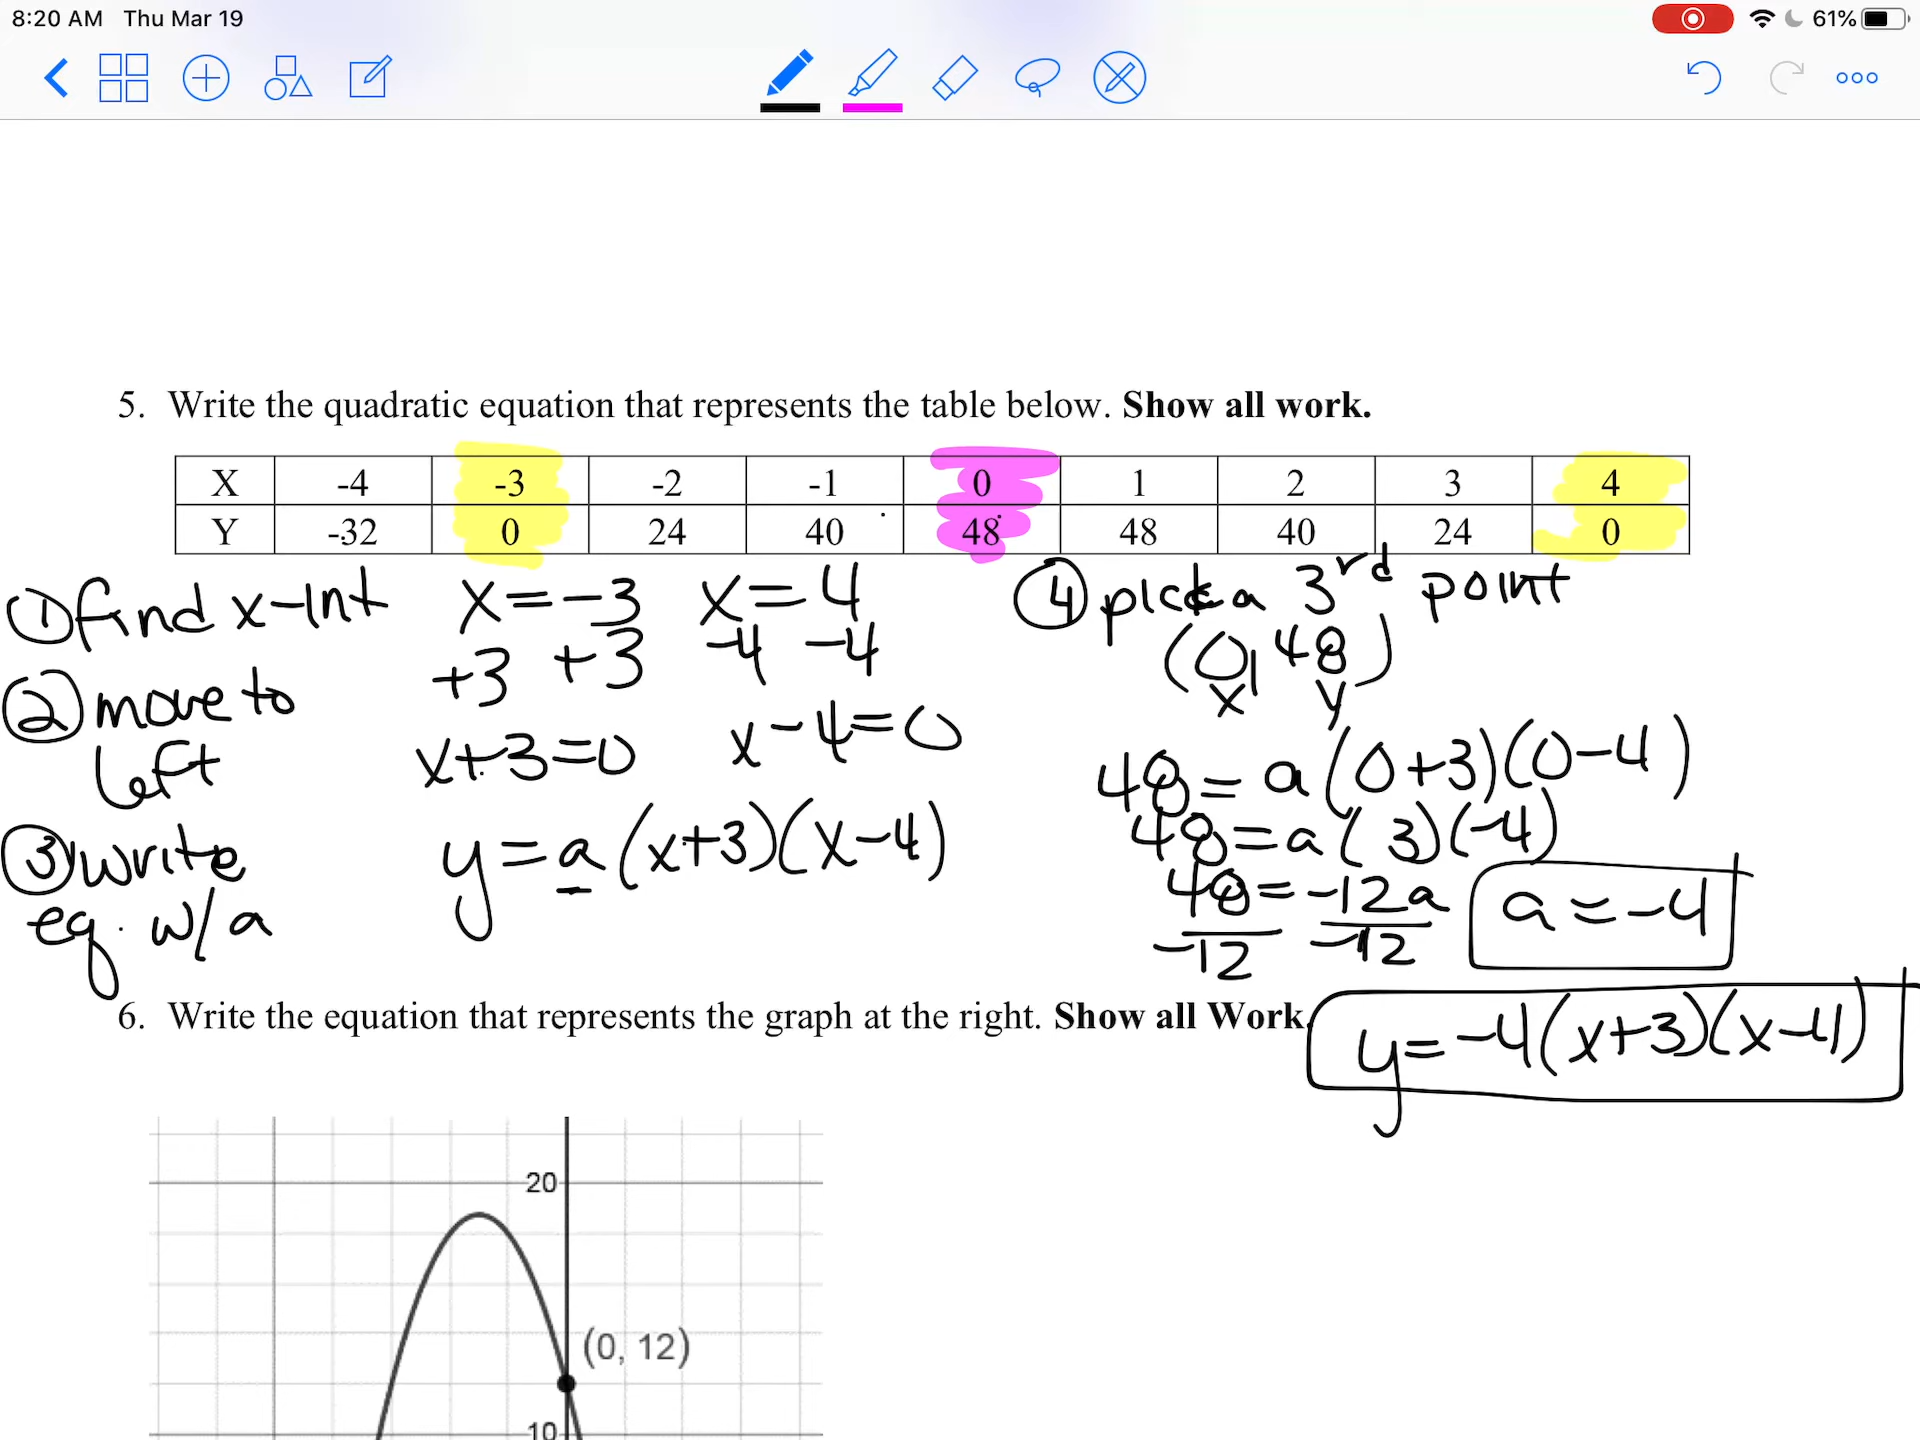 8:20 AM Thu Mar 19
61%
5. Write the quadratic equation that represents the table below. Show all work.
X -4 -3 -2 -1 0 1 2 3 4
Y -32 0 24 40 48 48 40 24 0
① find x-int x=-3 x=4
+3 +3 -4 -4
② move to left x+3=0 x-4=0
③ write eq. w/a y=a(x+3)(x-4)
④ pick a 3rd point
(0, 48)
x y
48=a(0+3)(0-4)
48=a(3)(-4)
48=-12a
-12 -12
a=-4
y=-4(x+3)(x-4)
6. Write the equation that represents the graph at the right. Show all Work.
20
(0, 12)
10